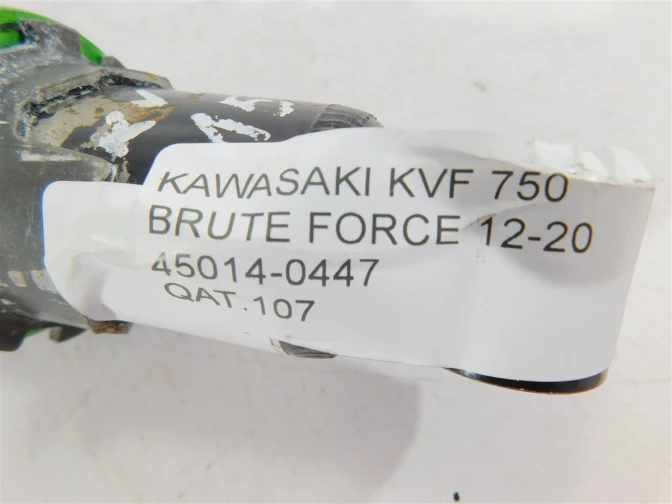 KAWASAKI KVF 750
BRUTE FORCE 12-20
45014-0447
QAT.107